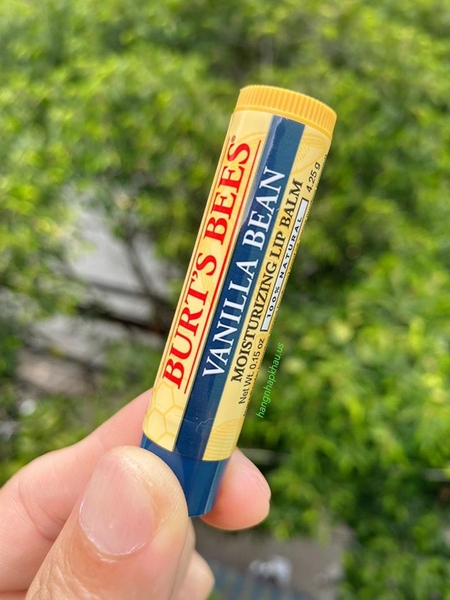 BURT'S BEES®
VANILLA BEAN
MOISTURIZING LIP BALM
100% NATURAL
Net Wt. 0.15 oz 4.25 g
hangnhapkhau.us